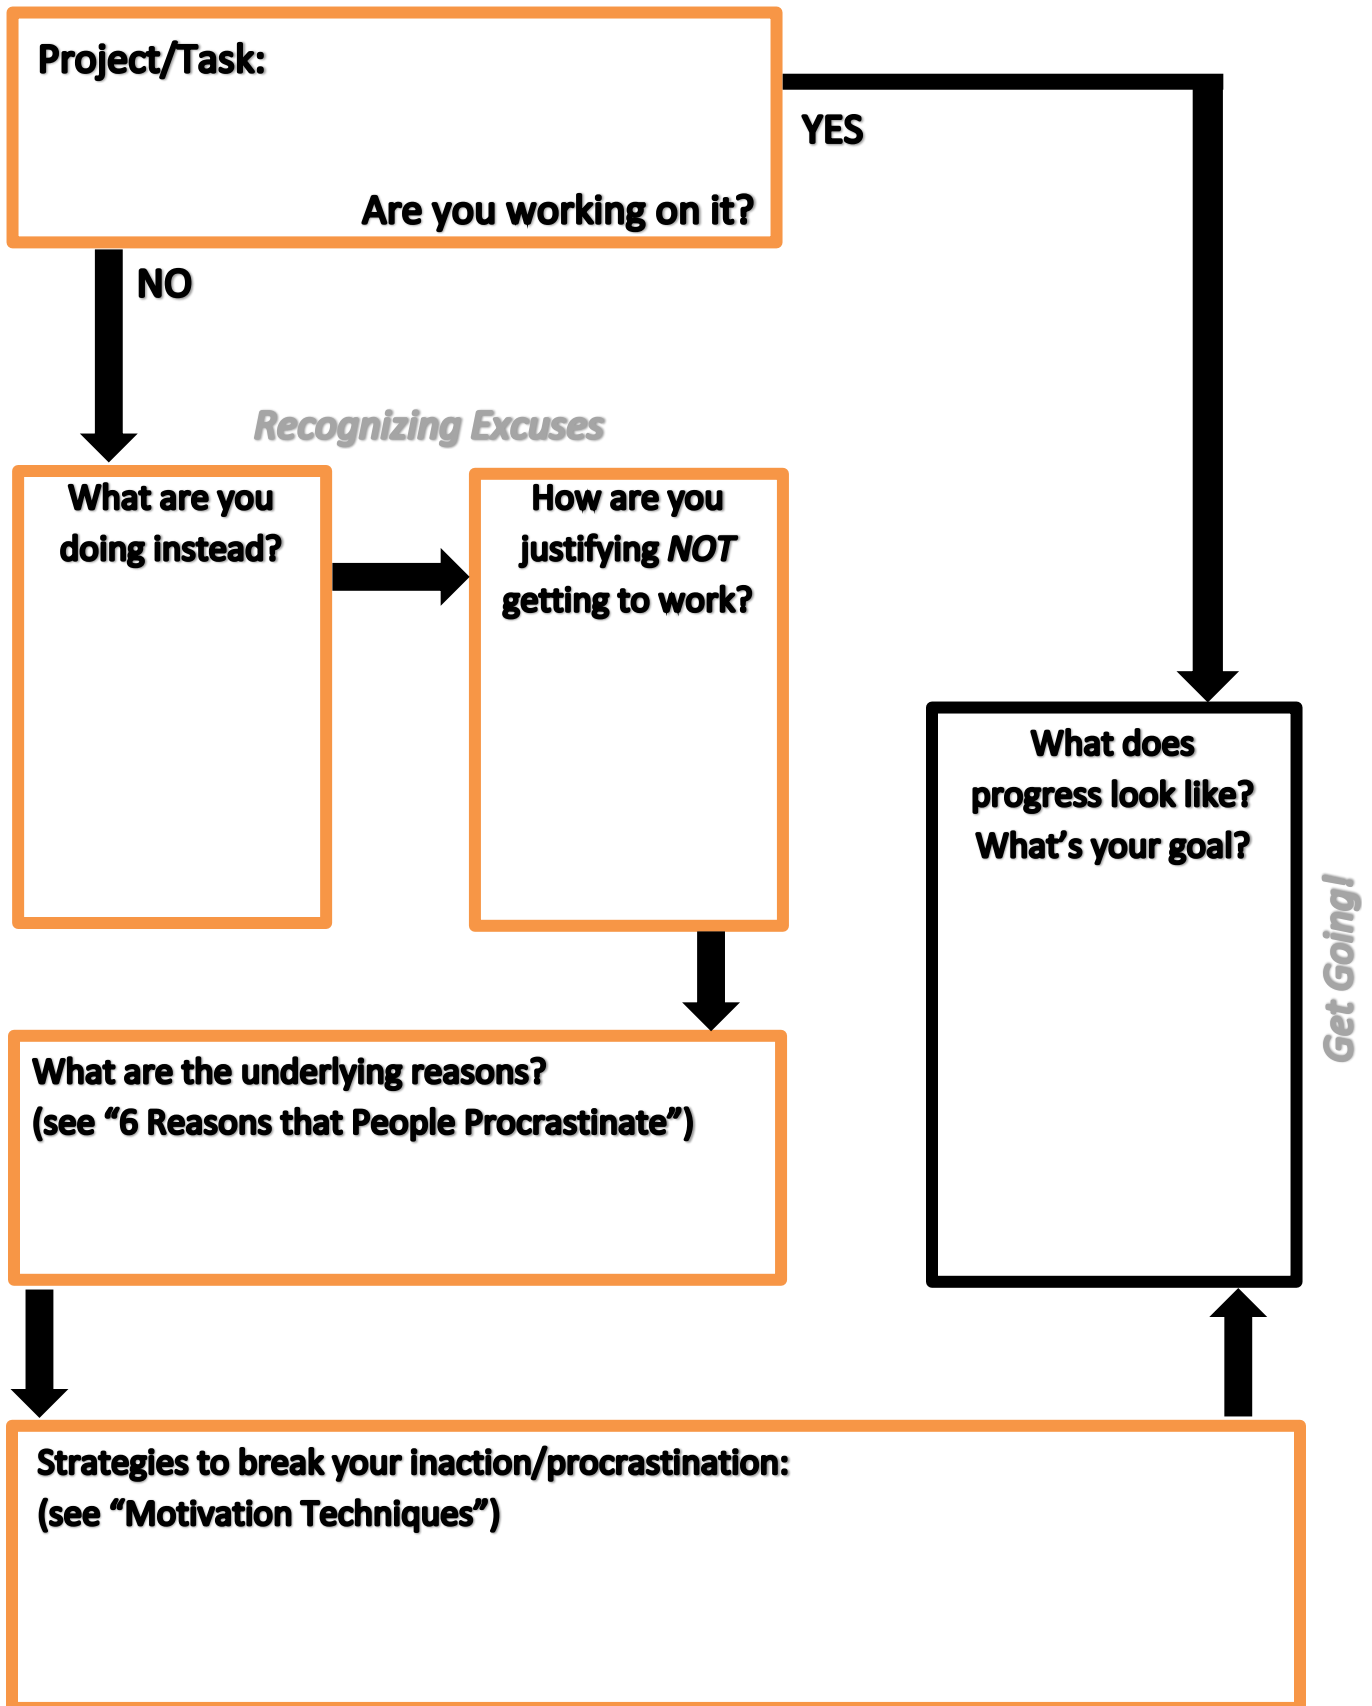 Project/Task:
Are you working on it?
YES
NO
Recognizing Excuses
What are you
doing instead?
How are you
justifying NOT
getting to work?
What does
progress look like?
What’s your goal?
Get Going!
What are the underlying reasons?
(see “6 Reasons that People Procrastinate”)
Strategies to break your inaction/procrastination:
(see “Motivation Techniques”)